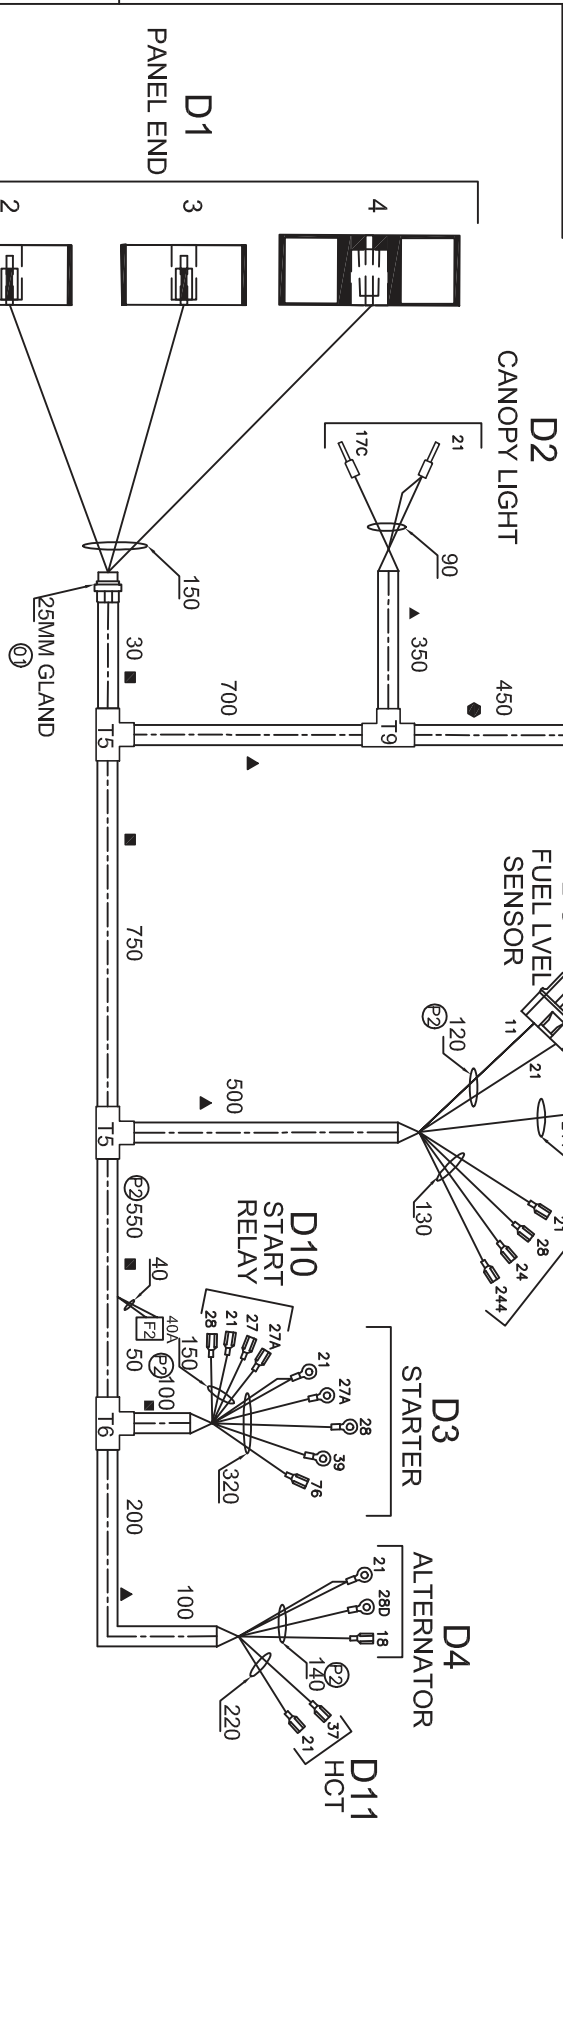 D1
PANEL END
2
3
4
D2
CANOPY LIGHT
17C
21
90
350
150
25MM GLAND
01
30
T5
700
T9
450
750
FUEL LVEL
SENSOR
11
21
P2
120
130
21
28
24
244
500
T5
P2
550
40
40A
F2
50
T6
D10
START
RELAY
28
21
27
27A
150
P2
100
320
D3
STARTER
21
27A
28
39
76
200
100
D4
ALTERNATOR
21
28D
18
P2
140
220
D11
HCT
37
21